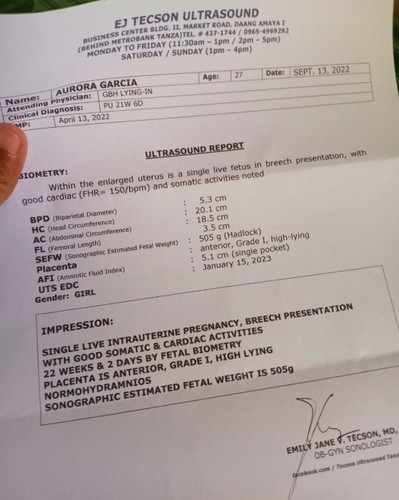 EJ TECSON ULTRASOUND
BUSINESS CENTER BLDG. II, MARKET ROAD, DAANG AMAYA I
(BEHIND METROBANK TANZA)TEL. # 437-1744 / 0965-4969292
MONDAY TO FRIDAY (11:30am – 1pm / 2pm – 5pm)
SATURDAY / SUNDAY (1pm – 4pm)
Name: AURORA GARCIA Age: 27 Date: SEPT. 13, 2022
Attending Physician: GBH LYING-IN
Clinical Diagnosis: PU 21W 6D
MP: April 13, 2022
ULTRASOUND REPORT
BIOMETRY:
Within the enlarged uterus is a single live fetus in breech presentation, with
good cardiac (FHR= 150/bpm) and somatic activities noted
BPD (Biparietal Diameter) : 5.3 cm
HC (Head Circumference) : 20.1 cm
AC (Abdominal Circumference) : 18.5 cm
FL (Femoral Length) : 3.5 cm
SEFW (Sonographic Estimated Fetal Weight) : 505 g (Hadlock)
Placenta : anterior, Grade I, high-lying
AFI (Amniotic Fluid Index) : 5.1 cm (single pocket)
UTS EDC : January 15, 2023
Gender: GIRL
IMPRESSION:
SINGLE LIVE INTRAUTERINE PREGNANCY, BREECH PRESENTATION
WITH GOOD SOMATIC & CARDIAC ACTIVITIES
22 WEEKS & 2 DAYS BY FETAL BIOMETRY
PLACENTA IS ANTERIOR, GRADE I, HIGH LYING
NORMOHYDRAMNIOS
SONOGRAPHIC ESTIMATED FETAL WEIGHT IS 505g
EMILY JANE T. TECSON, MD,
OB-GYN SONOLOGIST
facebook.com / Tecson Ultrasound Tanz